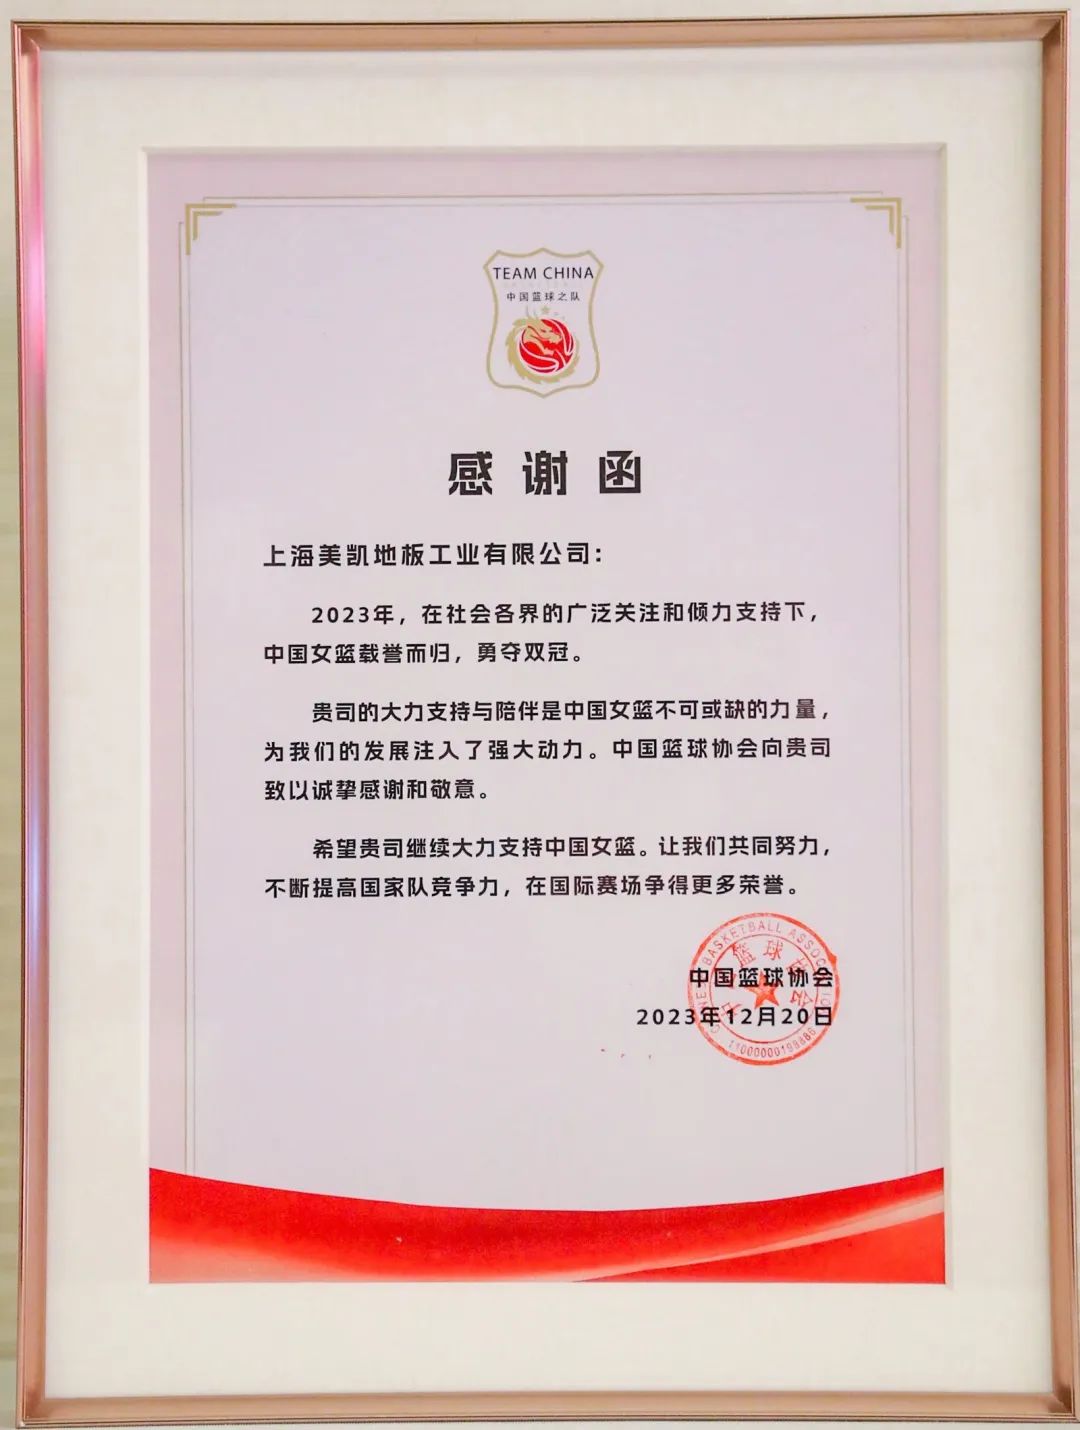 TEAM CHINA
中国篮球之队
感谢函
上海美凯地板工业有限公司：
2023年，在社会各界的广泛关注和倾力支持下，
中国女篮载誉而归，勇夺双冠。
贵司的大力支持与陪伴是中国女篮不可或缺的力量，
为我们的发展注入了强大动力。中国篮球协会向贵司
致以诚挚感谢和敬意。
希望贵司继续大力支持中国女篮。让我们共同努力，
不断提高国家队竞争力，在国际赛场争得更多荣誉。
中国篮球协会
2023年12月20日
BASKETBALL
中国篮球协会